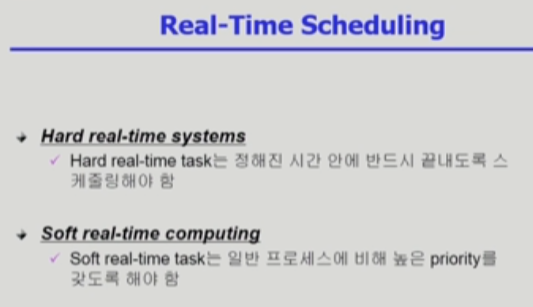 Real-Time Scheduling
Hard real-time systems
Hard real-time task는 정해진 시간 안에 반드시 끝내도록 스
케줄링해야 함
Soft real-time computing
Soft real-time task는 일반 프로세스에 비해 높은 priority를
갖도록 해야 함